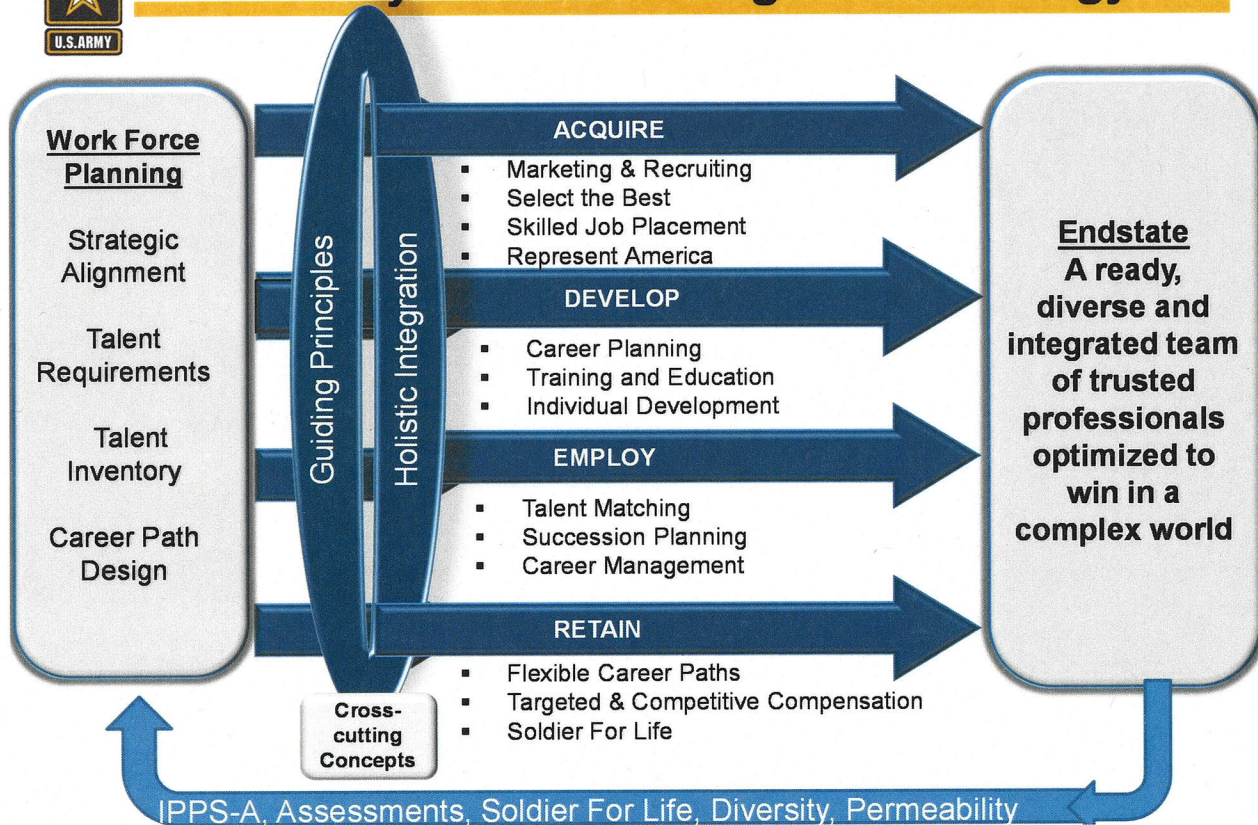 U.S.ARMY
Work Force
Planning
Strategic
Alignment
Talent
Requirements
Talent
Inventory
Career Path
Design
Guiding Principles
Holistic Integration
Cross-
cutting
Concepts
ACQUIRE
▪ Marketing & Recruiting
▪ Select the Best
▪ Skilled Job Placement
▪ Represent America
DEVELOP
▪ Career Planning
▪ Training and Education
▪ Individual Development
EMPLOY
▪ Talent Matching
▪ Succession Planning
▪ Career Management
RETAIN
▪ Flexible Career Paths
▪ Targeted & Competitive Compensation
▪ Soldier For Life
Endstate
A ready,
diverse and
integrated team
of trusted
professionals
optimized to
win in a
complex world
IPPS-A, Assessments, Soldier For Life, Diversity, Permeability